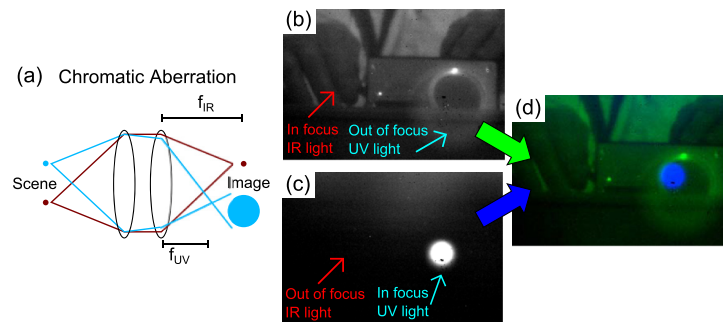 (a) Chromatic Aberration
f_IR
Scene
Image
f_UV
(b)
In focus
IR light
Out of focus
UV light
(c)
Out of focus
IR light
In focus
UV light
(d)